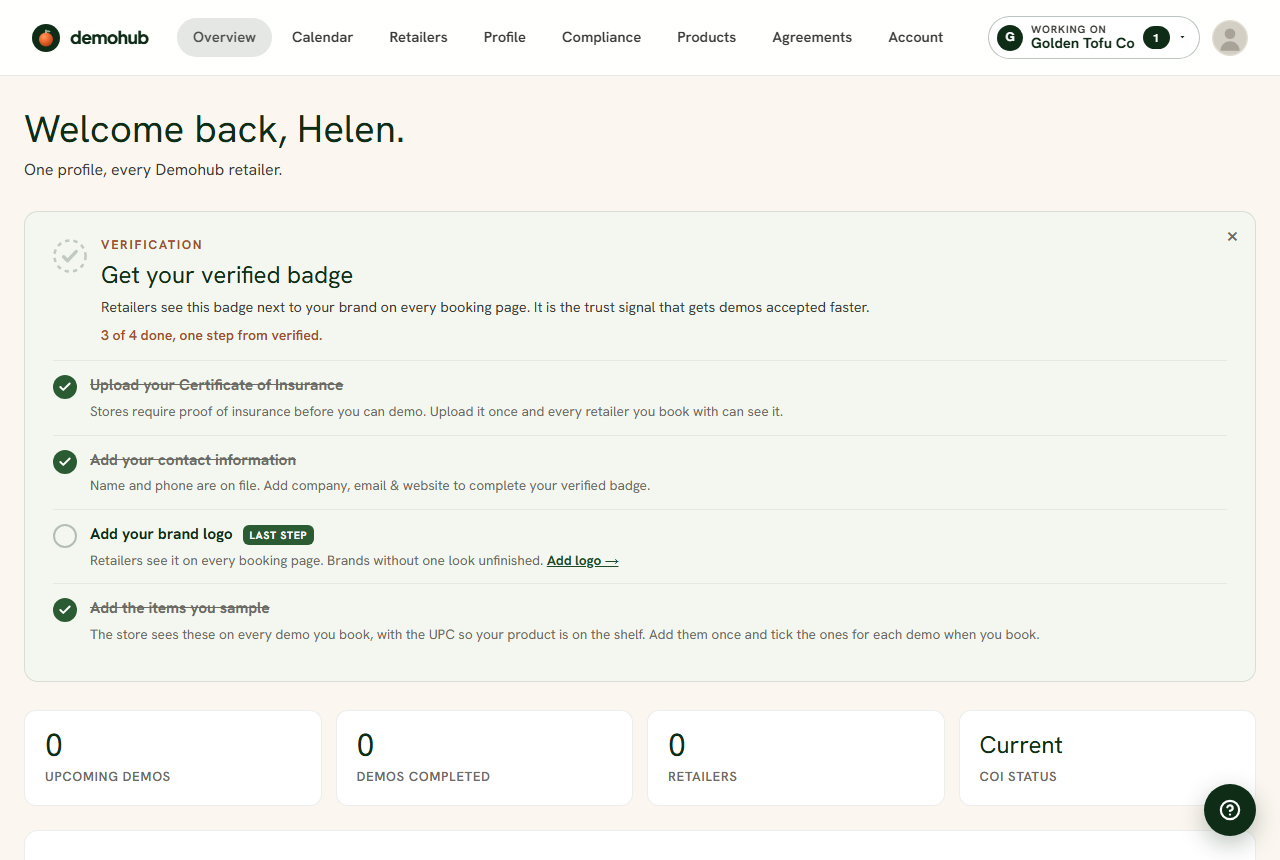 demohub
Overview
Calendar
Retailers
Profile
Compliance
Products
Agreements
Account
G
WORKING ON
Golden Tofu Co
1
Welcome back, Helen.
One profile, every Demohub retailer.
VERIFICATION
Get your verified badge
Retailers see this badge next to your brand on every booking page. It is the trust signal that gets demos accepted faster.
3 of 4 done, one step from verified.
Upload your Certificate of Insurance
Stores require proof of insurance before you can demo. Upload it once and every retailer you book with can see it.
Add your contact information
Name and phone are on file. Add company, email & website to complete your verified badge.
Add your brand logo LAST STEP
Retailers see it on every booking page. Brands without one look unfinished. Add logo →
Add the items you sample
The store sees these on every demo you book, with the UPC so your product is on the shelf. Add them once and tick the ones for each demo when you book.
0
UPCOMING DEMOS
0
DEMOS COMPLETED
0
RETAILERS
Current
COI STATUS